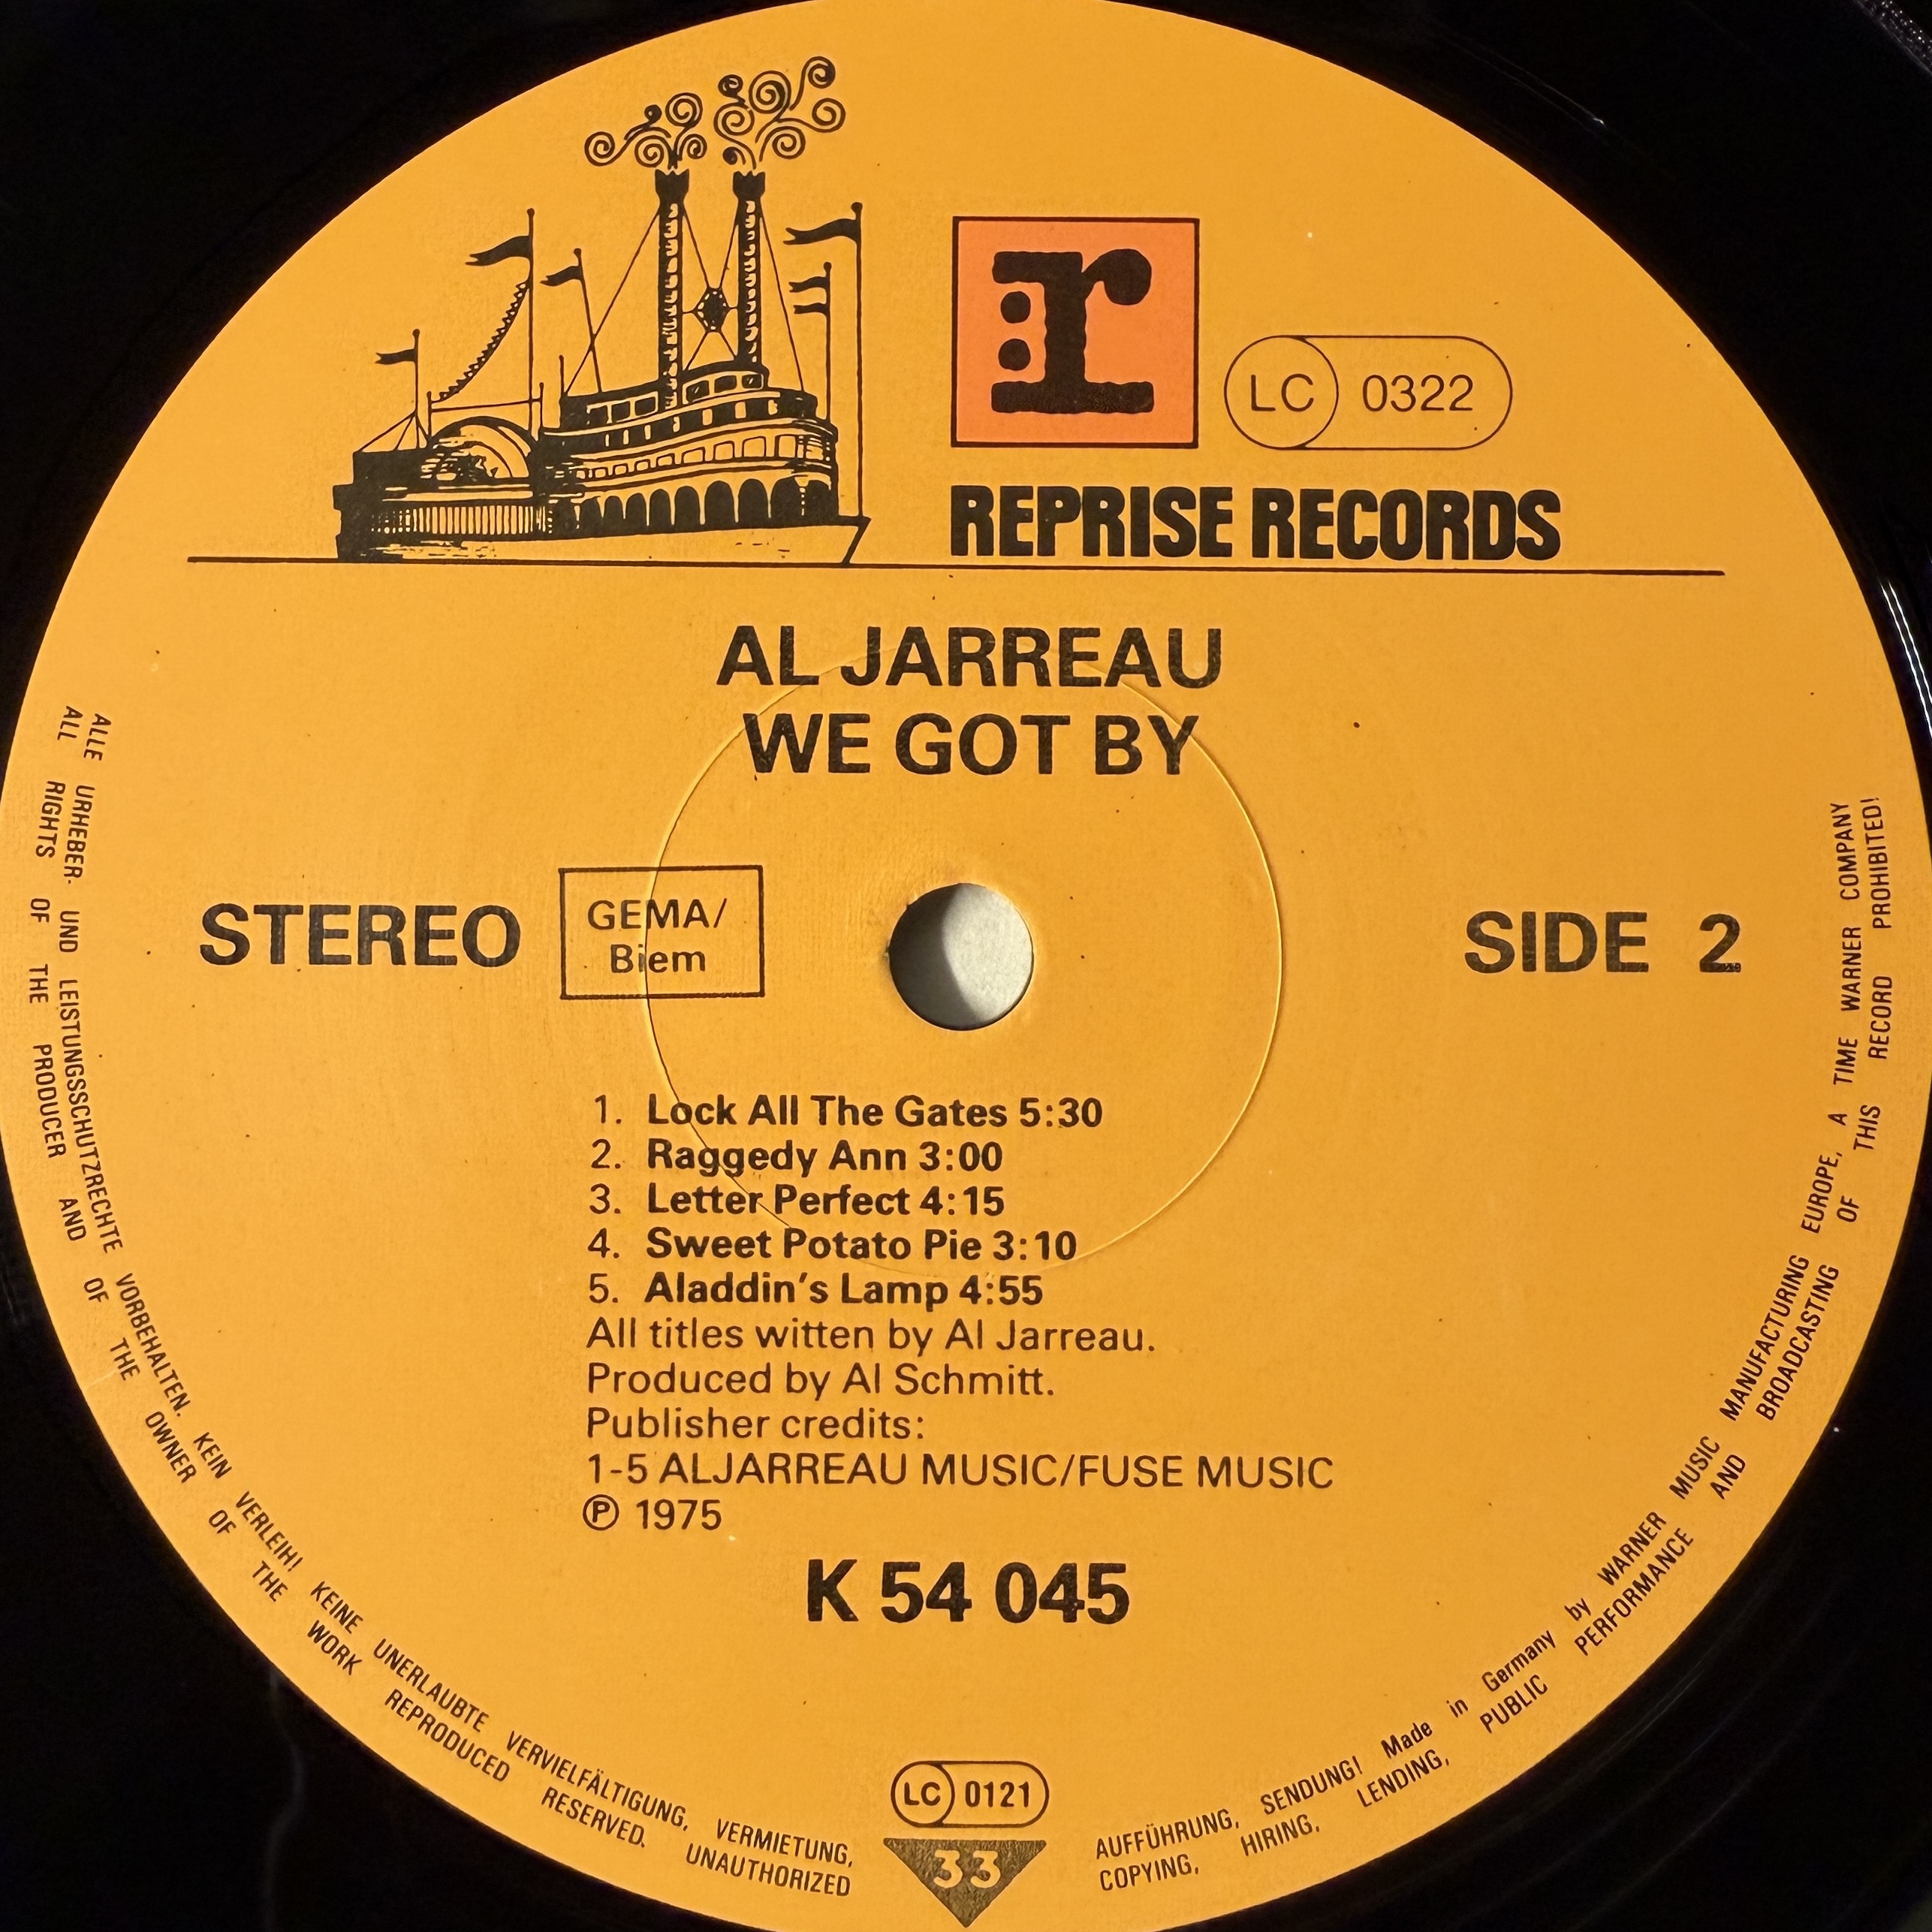 r
LC 0322
REPRISE RECORDS
AL JARREAU
WE GOT BY
STEREO
GEMA/
Biem
SIDE 2
1. Lock All The Gates 5:30
2. Raggedy Ann 3:00
3. Letter Perfect 4:15
4. Sweet Potato Pie 3:10
5. Aladdin's Lamp 4:55
All titles witten by Al Jarreau.
Produced by Al Schmitt.
Publisher credits:
1-5 ALJARREAU MUSIC/FUSE MUSIC
℗ 1975
K 54 045
LC 0121
33
ALLE URHEBER- UND LEISTUNGSSCHUTZRECHTE VORBEHALTEN. KEIN VERLEIH! KEINE UNERLAUBTE VERVIELFÄLTIGUNG, VERMIETUNG, AUFFÜHRUNG, SENDUNG! Made in Germany by WARNER MUSIC MANUFACTURING EUROPE, A TIME WARNER COMPANY
ALL RIGHTS OF THE PRODUCER AND OF THE OWNER OF THE WORK REPRODUCED RESERVED. UNAUTHORIZED COPYING, HIRING, LENDING, PUBLIC PERFORMANCE AND BROADCASTING OF THIS RECORD PROHIBITED!